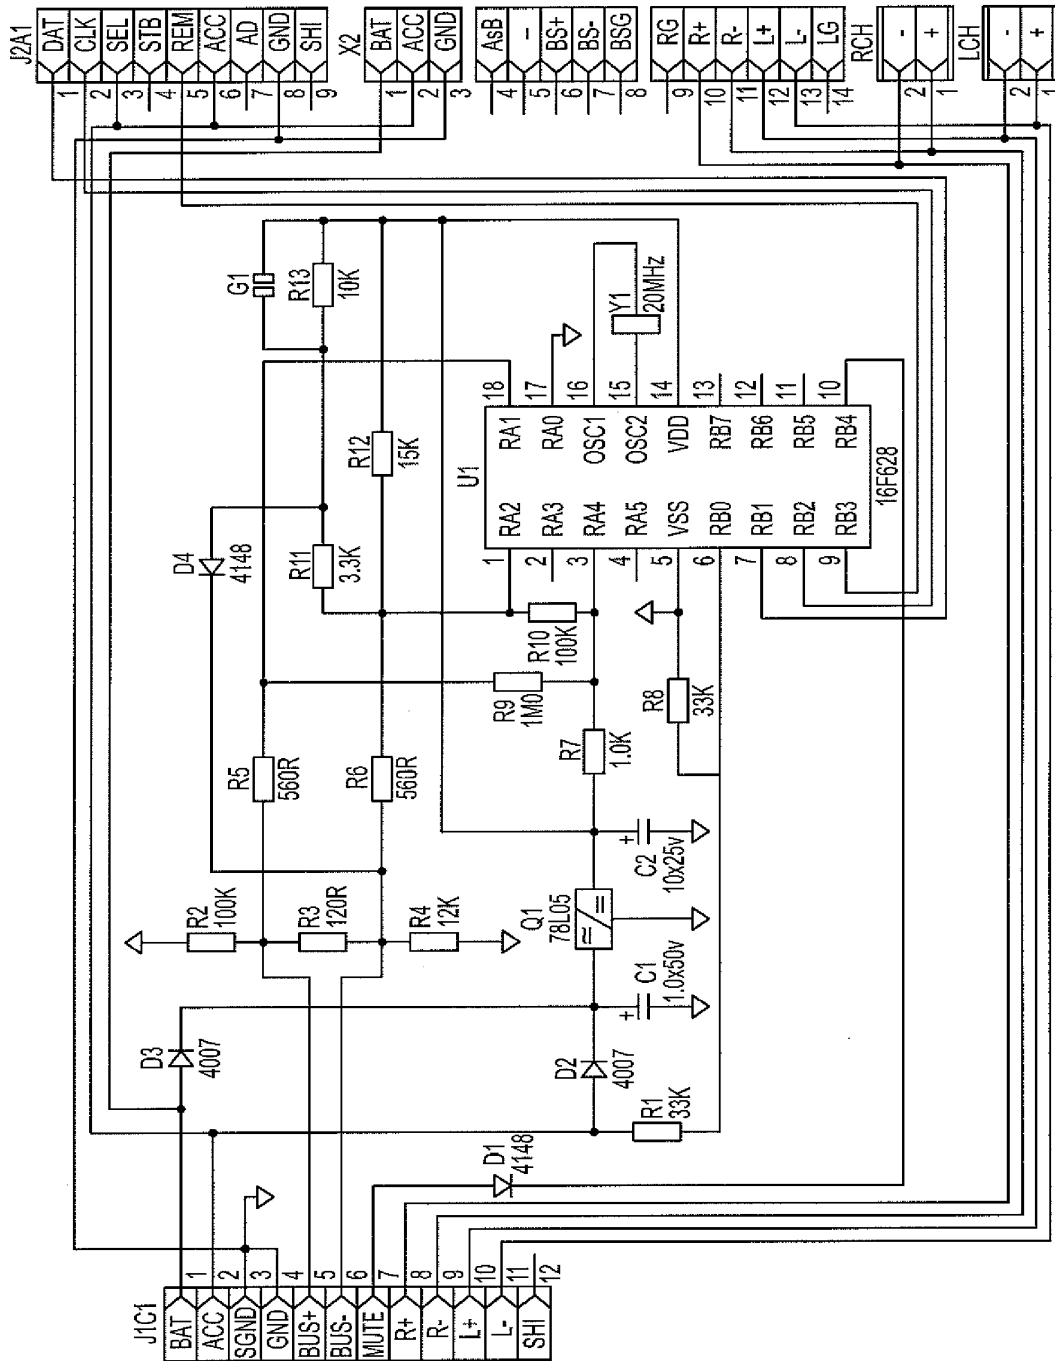 J2A1
DAT 1
CLK 2
SEL 3
STB 4
REM 5
ACC 6
AD 7
GND 8
SHI 9
X2
BAT 1
ACC 2
GND 3
AsB 4
- 5
BS+ 6
BS- 7
BSG 8
RG 9
R+ 10
R- 11
L+ 12
L- 13
LG 14
RCH
- 2
+ 1
LCH
- 2
+ 1
G1
R13
10K
Y1
20MHz
R12
15K
D4
4148
R11
3.3K
U1
18 RA1
17 RA0
16 OSC1
15 OSC2
14 VDD
13 RB7
12 RB6
11 RB5
10 RB4
RA2 1
RA3 2
RA4 3
RA5 4
VSS 5
RB0 6
RB1 7
RB2 8
RB3 9
16F628
R10
100K
R9
1M0
R8
33K
R7
1.0K
R5
560R
R6
560R
R2
100K
R3
120R
R4
12K
Q1
78L05
+
C2
10x25v
+
C1
1.0x50v
D3
4007
D2
4007
R1
33K
D1
4148
J1C1
BAT 1
ACC 2
SGND 3
GND 4
BUS+ 5
BUS- 6
MUTE 7
R+ 8
R- 9
L+ 10
L- 11
SHI 12